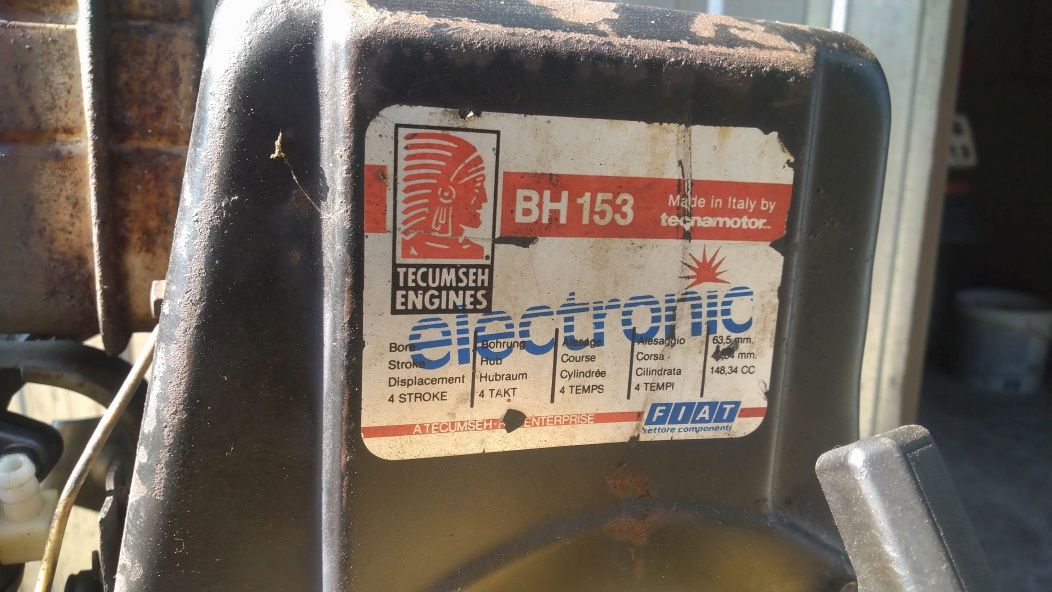 BH 153
Made in Italy by
tecnamotor
TECUMSEH
ENGINES
electronic
Bore Bohrung Alesage Alesaggio 63,5 mm.
Stroke Hub Course Corsa mm.
Displacement Hubraum Cylindrée Cilindrata 148,34 CC
4 STROKE 4 TAKT 4 TEMPS 4 TEMPI
A TECUMSEH- ENTERPRISE
FIAT
settore componenti